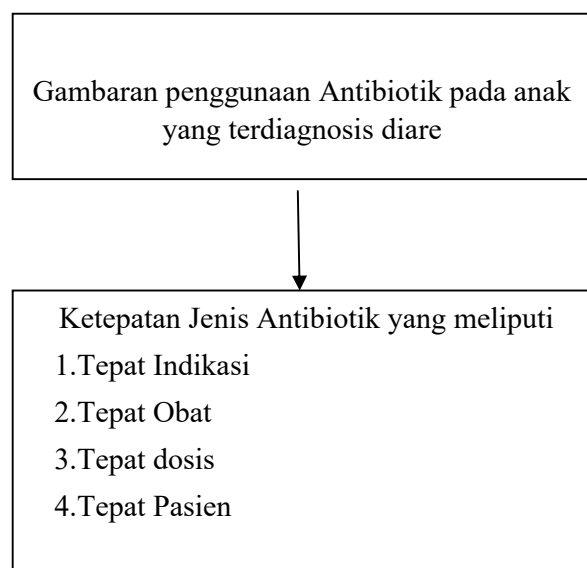 Gambaran penggunaan Antibiotik pada anak
yang terdiagnosis diare
Ketepatan Jenis Antibiotik yang meliputi
1.Tepat Indikasi
2.Tepat Obat
3.Tepat dosis
4.Tepat Pasien